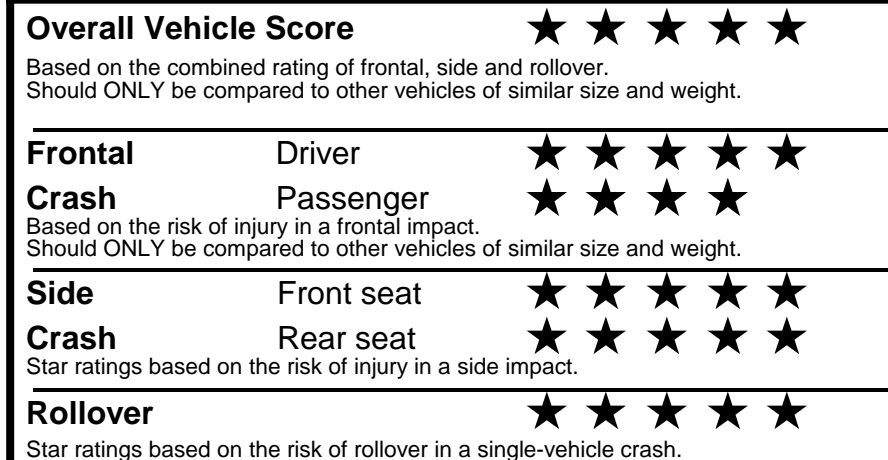 Overall Vehicle Score ★ ★ ★ ★ ★
Based on the combined rating of frontal, side and rollover.
Should ONLY be compared to other vehicles of similar size and weight.
Frontal Driver ★ ★ ★ ★ ★
Crash Passenger ★ ★ ★ ★
Based on the risk of injury in a frontal impact.
Should ONLY be compared to other vehicles of similar size and weight.
Side Front seat ★ ★ ★ ★ ★
Crash Rear seat ★ ★ ★ ★ ★
Star ratings based on the risk of injury in a side impact.
Rollover ★ ★ ★ ★ ★
Star ratings based on the risk of rollover in a single-vehicle crash.